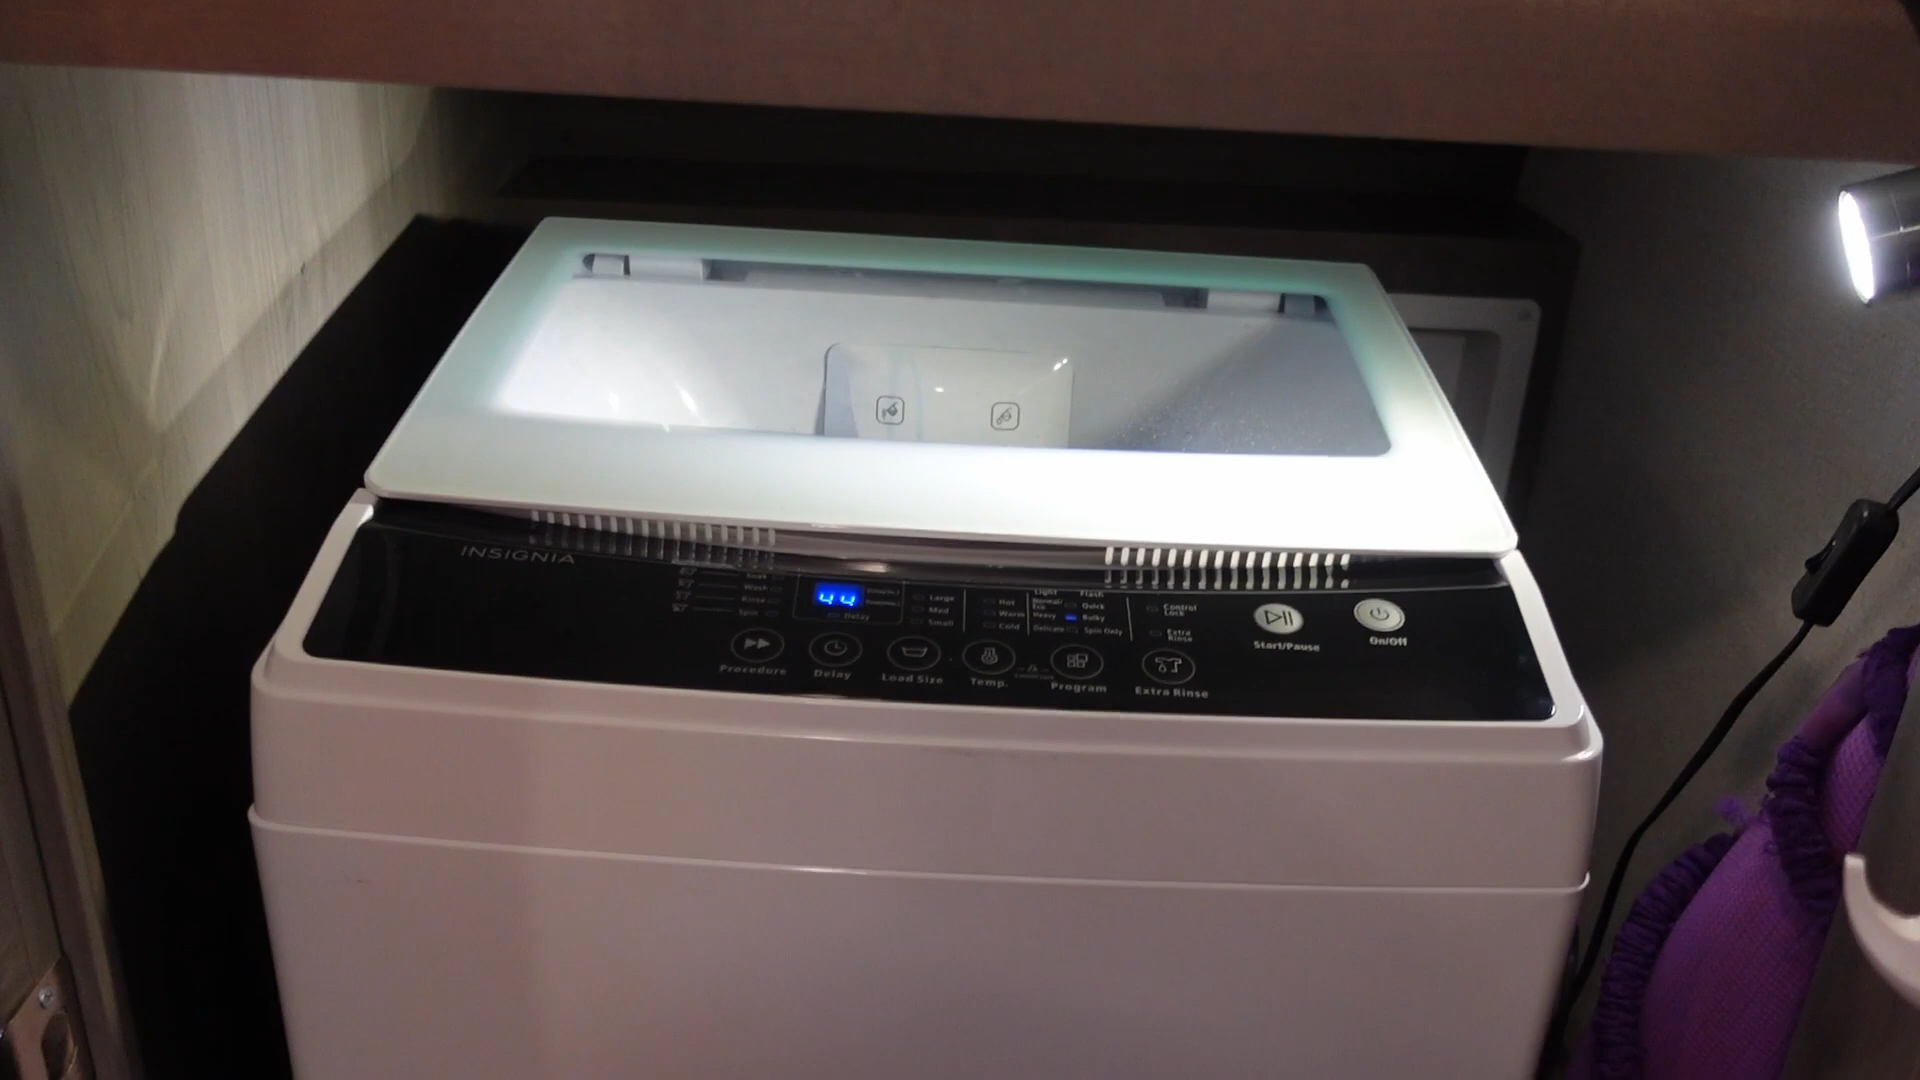 INSIGNIA
Soak
Wash
Rinse
Spin
44
Delay
Large
Med
Small
Hot
Warm
Cold
Light
Normal/
Eco
Heavy
Delicate
Flash
Quick
Bulky
Spin Only
Control
Lock
Extra
Rinse
Procedure
Delay
Load Size
Temp.
Program
Extra Rinse
Start/Pause
On/Off